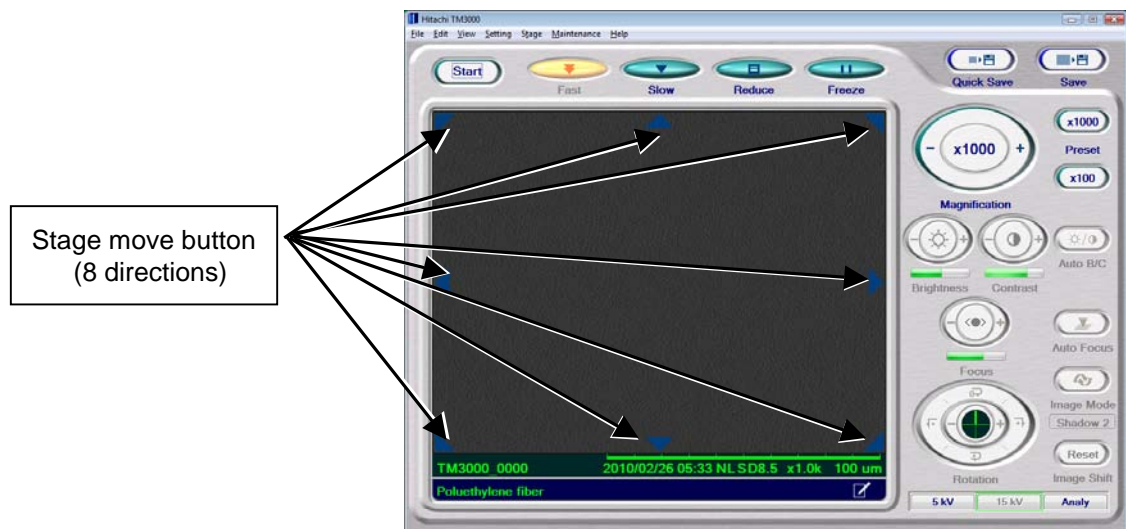 Hitachi TM3000
File Edit View Setting Stage Maintenance Help
Start
Fast Slow Reduce Freeze
Quick Save Save
x1000
x1000
Preset
x100
Magnification
Auto B/C
Brightness Contrast
Auto Focus
Focus
Image Mode
Shadow 2
Reset
Rotation
Image Shift
Stage move button
(8 directions)
TM3000_0000 2010/02/26 05:33 NL S D8.5 x1.0k 100 um
Poluethylene fiber
5 kV 15 kV Analy